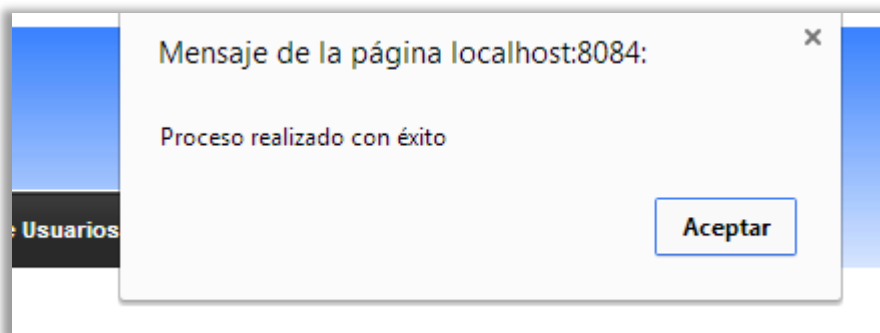 Mensaje de la página localhost:8084:
×
Proceso realizado con éxito
Usuarios
Aceptar